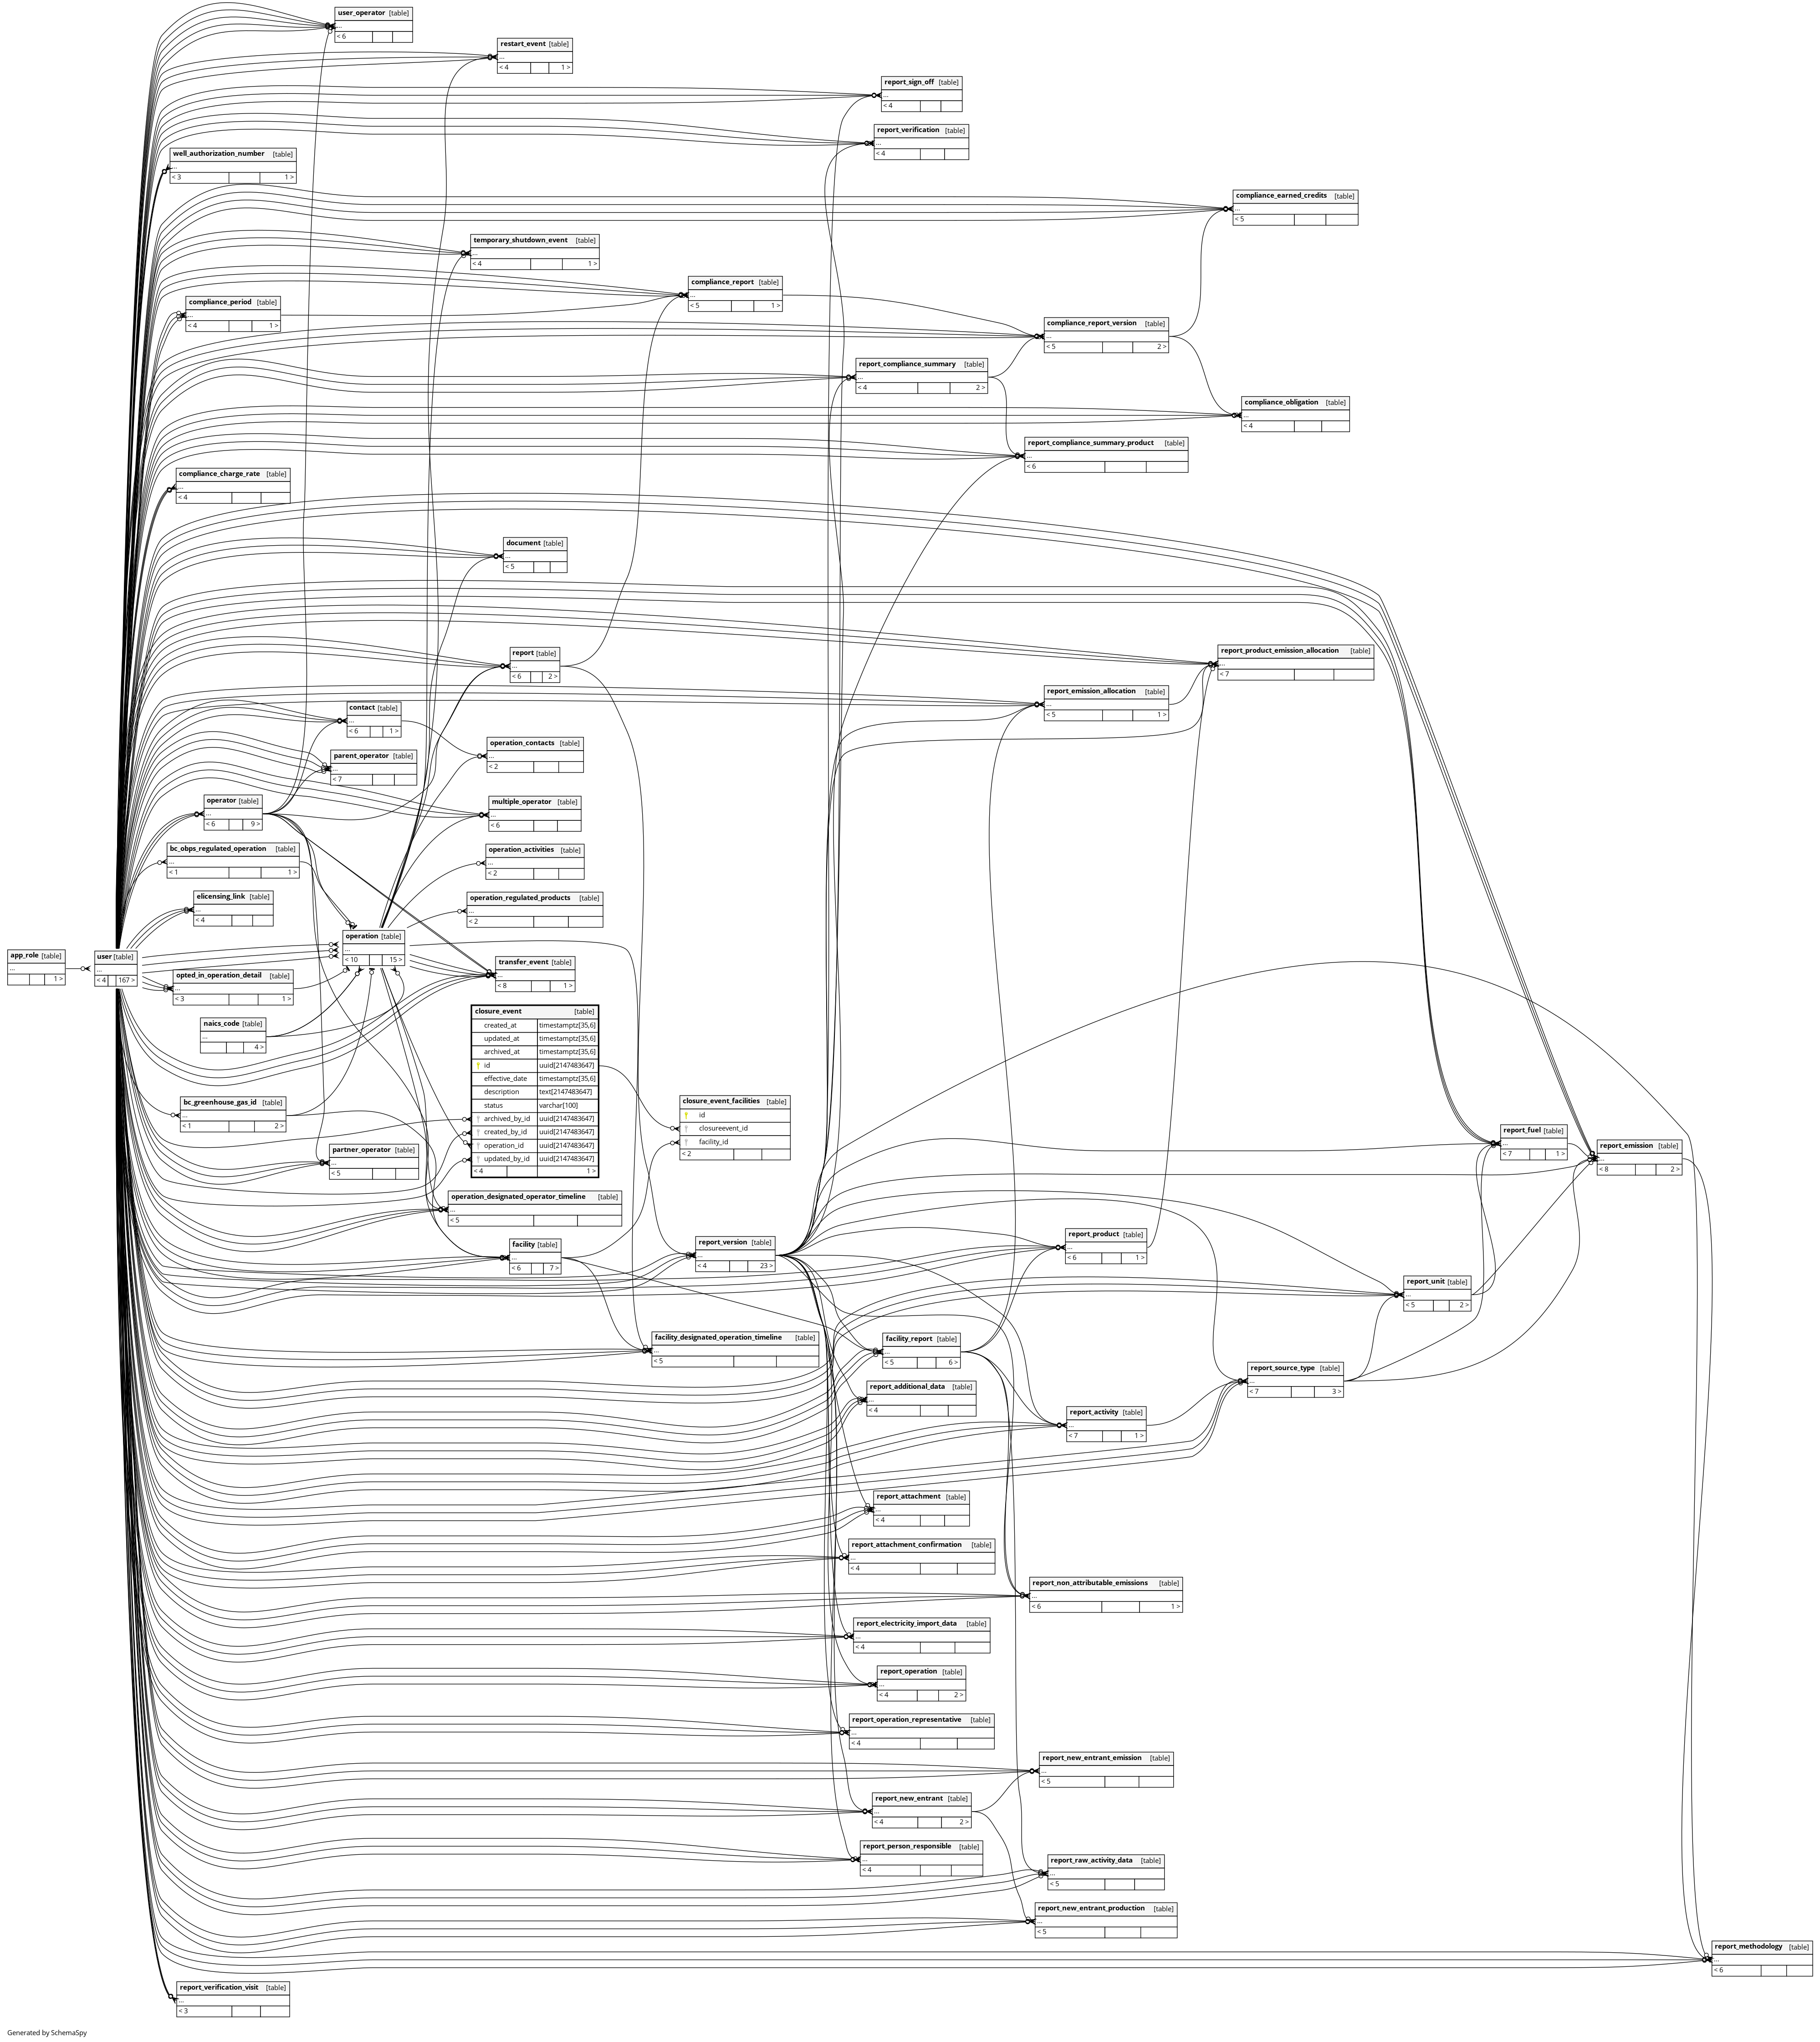 user_operator [table]
...
< 6
restart_event [table]
...
< 4 1 >
report_sign_off [table]
...
< 4
report_verification [table]
...
< 4
well_authorization_number [table]
...
< 3 1 >
compliance_earned_credits [table]
...
< 5
temporary_shutdown_event [table]
...
< 4 1 >
compliance_report [table]
...
< 5 1 >
compliance_period [table]
...
< 4 1 >
compliance_report_version [table]
...
< 5 2 >
report_compliance_summary [table]
...
< 4 2 >
compliance_obligation [table]
...
< 4
report_compliance_summary_product [table]
...
< 6
compliance_charge_rate [table]
...
< 4
document [table]
...
< 5
report [table]
...
< 6 2 >
report_product_emission_allocation [table]
...
< 7
report_emission_allocation [table]
...
< 5 1 >
contact [table]
...
< 6 1 >
operation_contacts [table]
...
< 2
parent_operator [table]
...
< 7
operator [table]
...
< 6 9 >
multiple_operator [table]
...
< 6
bc_obps_regulated_operation [table]
...
< 1 1 >
operation_activities [table]
...
< 2
elicensing_link [table]
...
< 4
operation_regulated_products [table]
...
< 2
operation [table]
...
< 10 15 >
app_role [table]
...
1 >
user [table]
...
< 4 167 >
transfer_event [table]
...
< 8 1 >
opted_in_operation_detail [table]
...
< 3 1 >
naics_code [table]
...
4 >
closure_event [table]
created_at timestamptz[35,6]
updated_at timestamptz[35,6]
archived_at timestamptz[35,6]
id uuid[2147483647]
effective_date timestamptz[35,6]
description text[2147483647]
status varchar[100]
archived_by_id uuid[2147483647]
created_by_id uuid[2147483647]
operation_id uuid[2147483647]
updated_by_id uuid[2147483647]
< 4 1 >
closure_event_facilities [table]
id
closureevent_id
facility_id
< 2
bc_greenhouse_gas_id [table]
...
< 1 2 >
report_fuel [table]
...
< 7 1 >
report_emission [table]
...
< 8 2 >
partner_operator [table]
...
< 5
operation_designated_operator_timeline [table]
...
< 5
facility [table]
...
< 6 7 >
report_version [table]
...
< 4 23 >
report_product [table]
...
< 6 1 >
report_unit [table]
...
< 5 2 >
facility_designated_operation_timeline [table]
...
< 5
facility_report [table]
...
< 5 6 >
report_source_type [table]
...
< 7 3 >
report_additional_data [table]
...
< 4
report_activity [table]
...
< 7 1 >
report_attachment [table]
...
< 4
report_attachment_confirmation [table]
...
< 4
report_non_attributable_emissions [table]
...
< 6 1 >
report_electricity_import_data [table]
...
< 4
report_operation [table]
...
< 4 2 >
report_operation_representative [table]
...
< 4
report_new_entrant_emission [table]
...
< 5
report_new_entrant [table]
...
< 4 2 >
report_person_responsible [table]
...
< 4
report_raw_activity_data [table]
...
< 5
report_new_entrant_production [table]
...
< 5
report_methodology [table]
...
< 6
report_verification_visit [table]
...
< 3
Generated by SchemaSpy